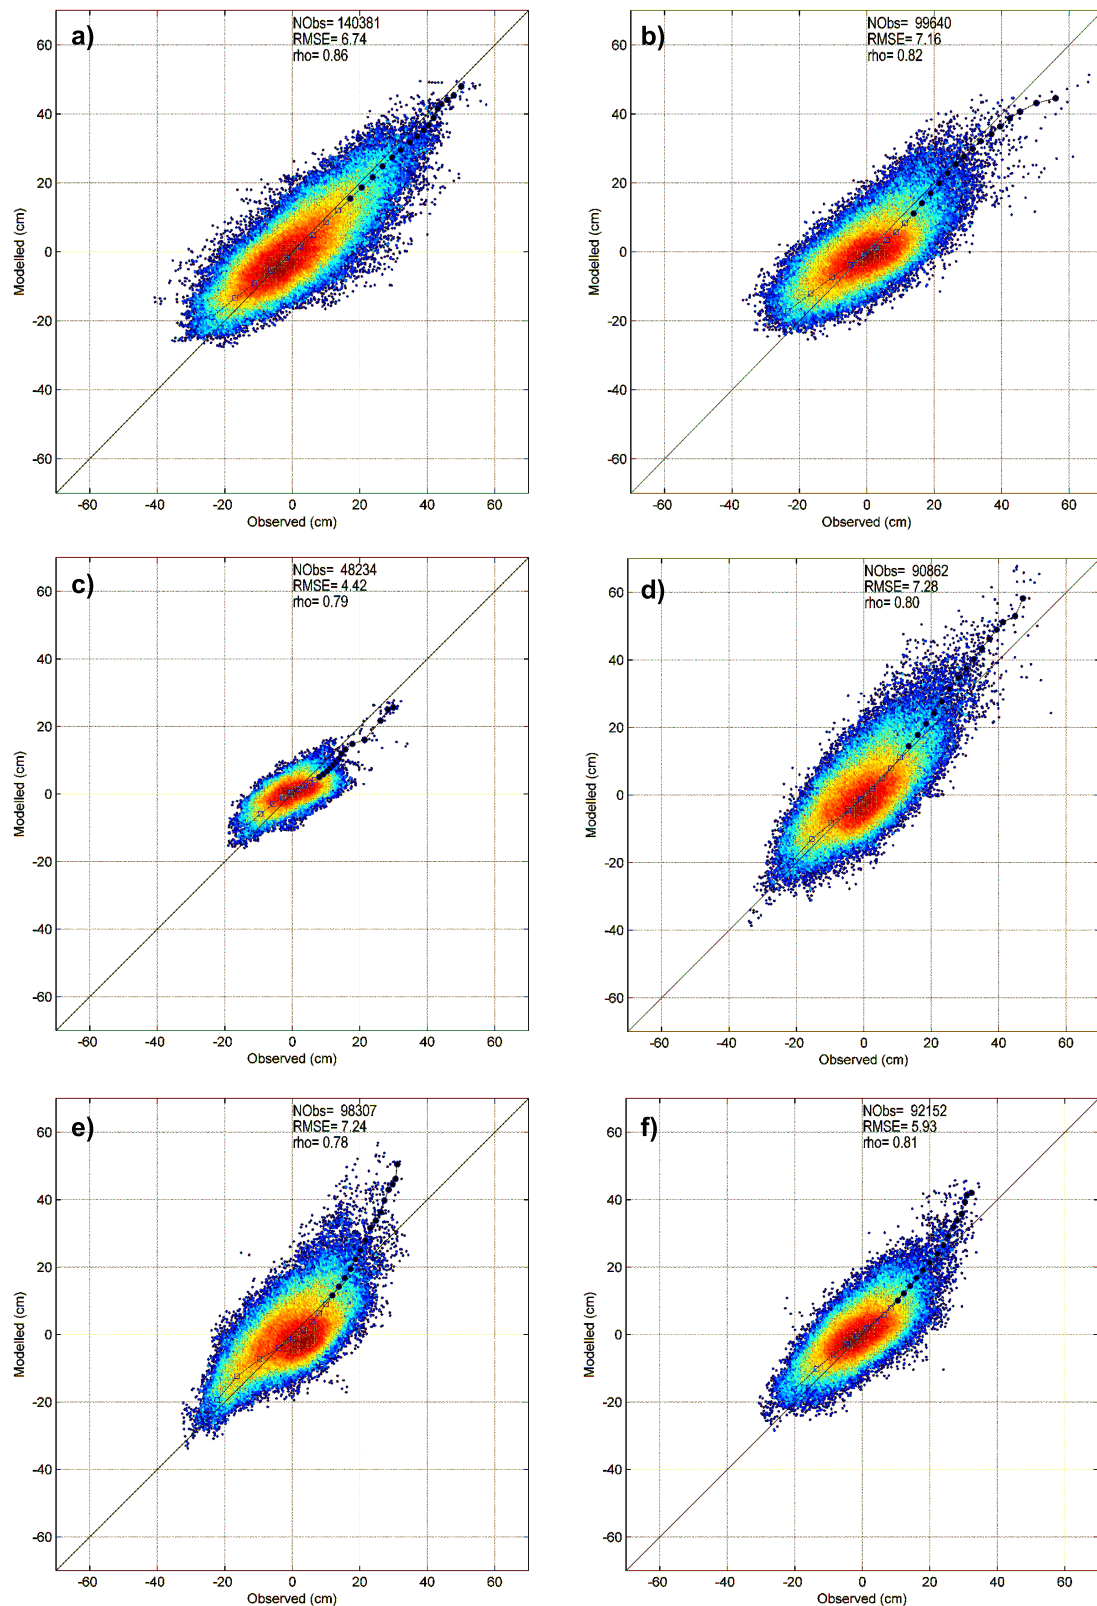 a)
NObs= 140381
RMSE= 6.74
rho= 0.86
60
40
20
0
-20
-40
-60
Modelled (cm)
-60 -40 -20 0 20 40 60
Observed (cm)
b)
NObs= 99640
RMSE= 7.16
rho= 0.82
60
40
20
0
-20
-40
-60
Modelled (cm)
-60 -40 -20 0 20 40 60
Observed (cm)
c)
NObs= 48234
RMSE= 4.42
rho= 0.79
60
40
20
0
-20
-40
-60
Modelled (cm)
-60 -40 -20 0 20 40 60
Observed (cm)
d)
NObs= 90862
RMSE= 7.28
rho= 0.80
60
40
20
0
-20
-40
-60
Modelled (cm)
-60 -40 -20 0 20 40 60
Observed (cm)
e)
NObs= 98307
RMSE= 7.24
rho= 0.78
60
40
20
0
-20
-40
-60
Modelled (cm)
-60 -40 -20 0 20 40 60
Observed (cm)
f)
NObs= 92152
RMSE= 5.93
rho= 0.81
60
40
20
0
-20
-40
-60
Modelled (cm)
-60 -40 -20 0 20 40 60
Observed (cm)